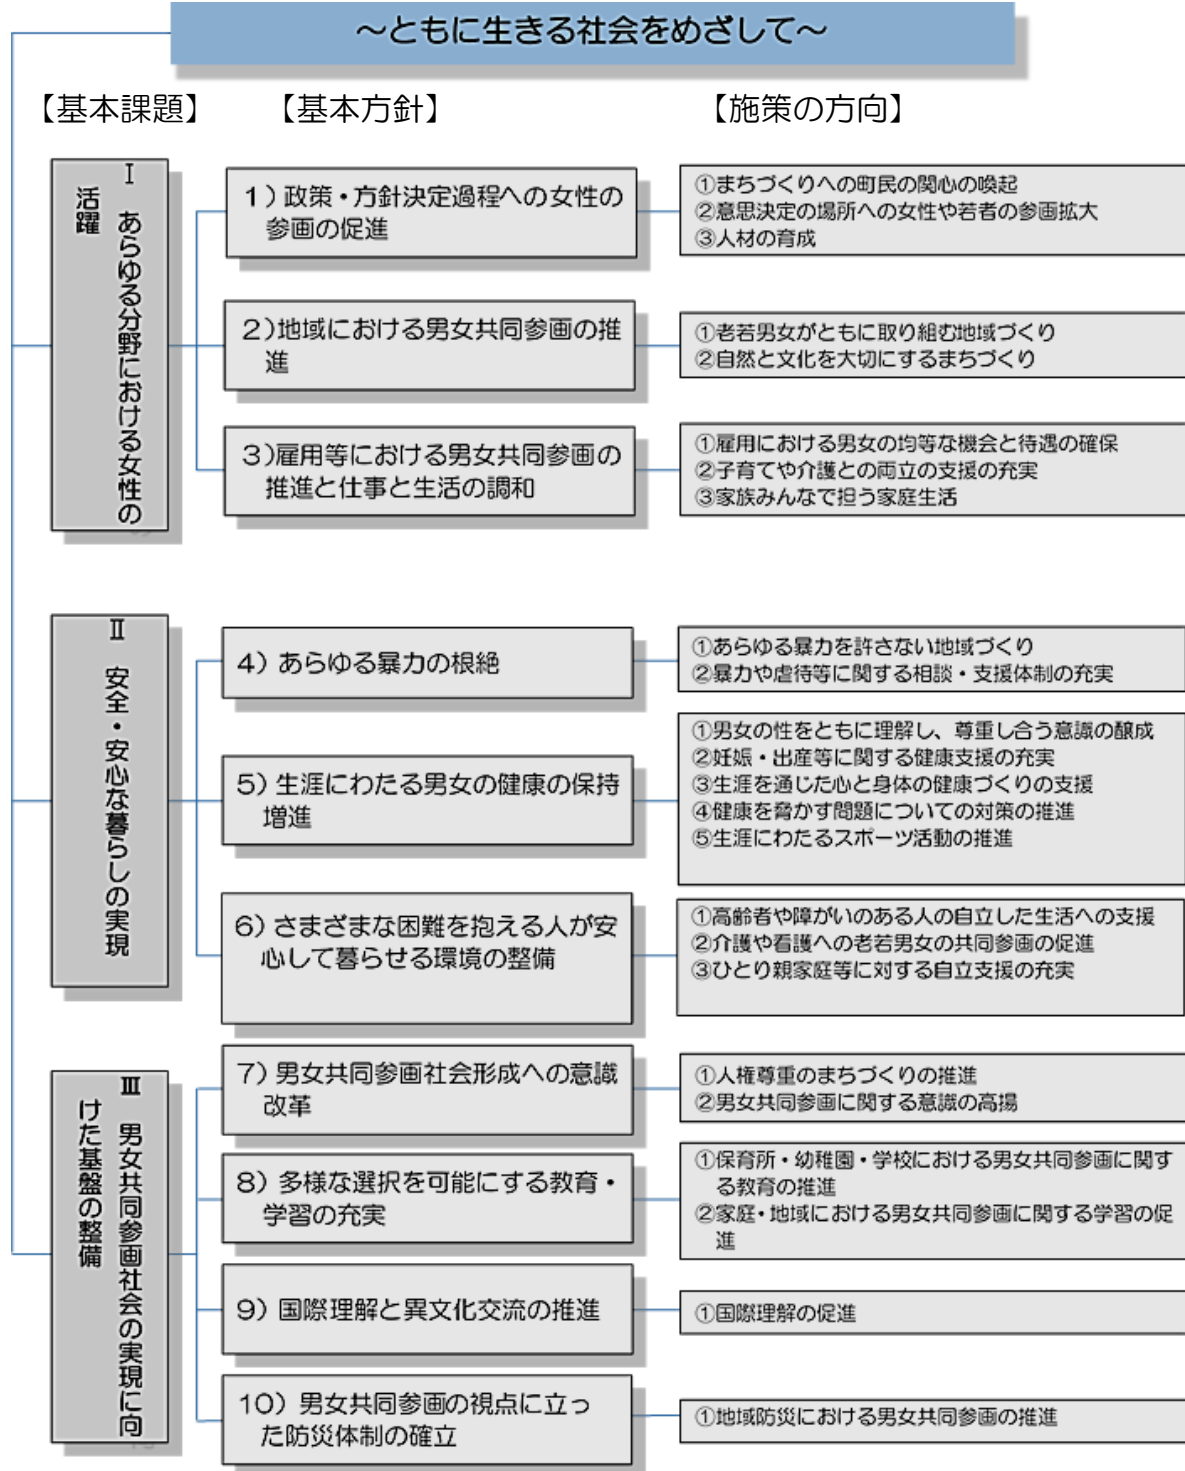 ～ともに生きる社会をめざして～
【基本課題】
【基本方針】
【施策の方向】
Ⅰ　あらゆる分野における女性の
活躍
1）政策・方針決定過程への女性の
参画の促進
①まちづくりへの町民の関心の喚起
②意思決定の場所への女性や若者の参画拡大
③人材の育成
2)地域における男女共同参画の推
進
①老若男女がともに取り組む地域づくり
②自然と文化を大切にするまちづくり
3)雇用等における男女共同参画の
推進と仕事と生活の調和
①雇用における男女の均等な機会と待遇の確保
②子育てや介護との両立の支援の充実
③家族みんなで担う家庭生活
Ⅱ　安全・安心な暮らしの実現
4）あらゆる暴力の根絶
①あらゆる暴力を許さない地域づくり
②暴力や虐待等に関する相談・支援体制の充実
5）生涯にわたる男女の健康の保持
増進
①男女の性をともに理解し、尊重し合う意識の醸成
②妊娠・出産等に関する健康支援の充実
③生涯を通じた心と身体の健康づくりの支援
④健康を脅かす問題についての対策の推進
⑤生涯にわたるスポーツ活動の推進
6）さまざまな困難を抱える人が安
心して暮らせる環境の整備
①高齢者や障がいのある人の自立した生活への支援
②介護や看護への老若男女の共同参画の促進
③ひとり親家庭等に対する自立支援の充実
Ⅲ　男女共同参画社会の実現に向
けた基盤の整備
7）男女共同参画社会形成への意識
改革
①人権尊重のまちづくりの推進
②男女共同参画に関する意識の高揚
8）多様な選択を可能にする教育・
学習の充実
①保育所・幼稚園・学校における男女共同参画に関す
る教育の推進
②家庭・地域における男女共同参画に関する学習の促
進
9）国際理解と異文化交流の推進
①国際理解の促進
10）男女共同参画の視点に立っ
た防災体制の確立
①地域防災における男女共同参画の推進